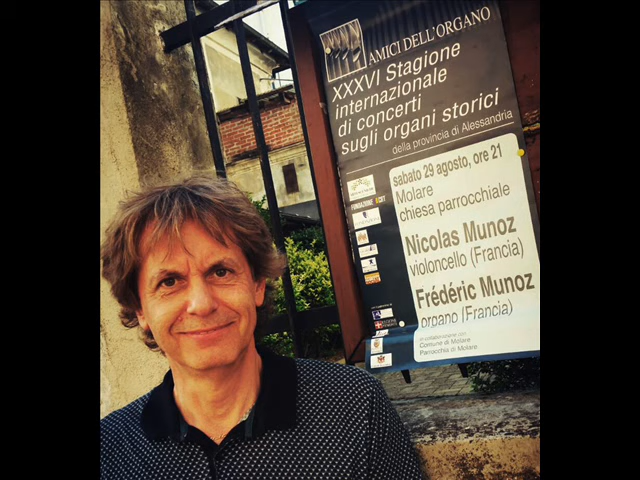 AMICI DELL'ORGANO
XXXVI Stagione
internazionale
di concerti
sugli organi storici
della provincia di Alessandria
sabato 29 agosto, ore 21
Molare
chiesa parrocchiale
Nicolas Munoz
violoncello (Francia)
Frédéric Munoz
organo (Francia)
in collaborazione con
Comune di Molare
Parrocchia di Molare